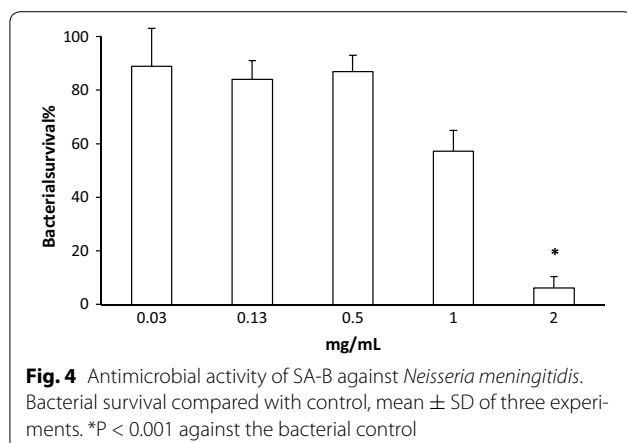 100
80
60
40
20
0
Bacterialsurvival%
*
0.03 0.13 0.5 1 2
mg/mL
Fig. 4 Antimicrobial activity of SA-B against Neisseria meningitidis.
Bacterial survival compared with control, mean ± SD of three experi-
ments. *P < 0.001 against the bacterial control